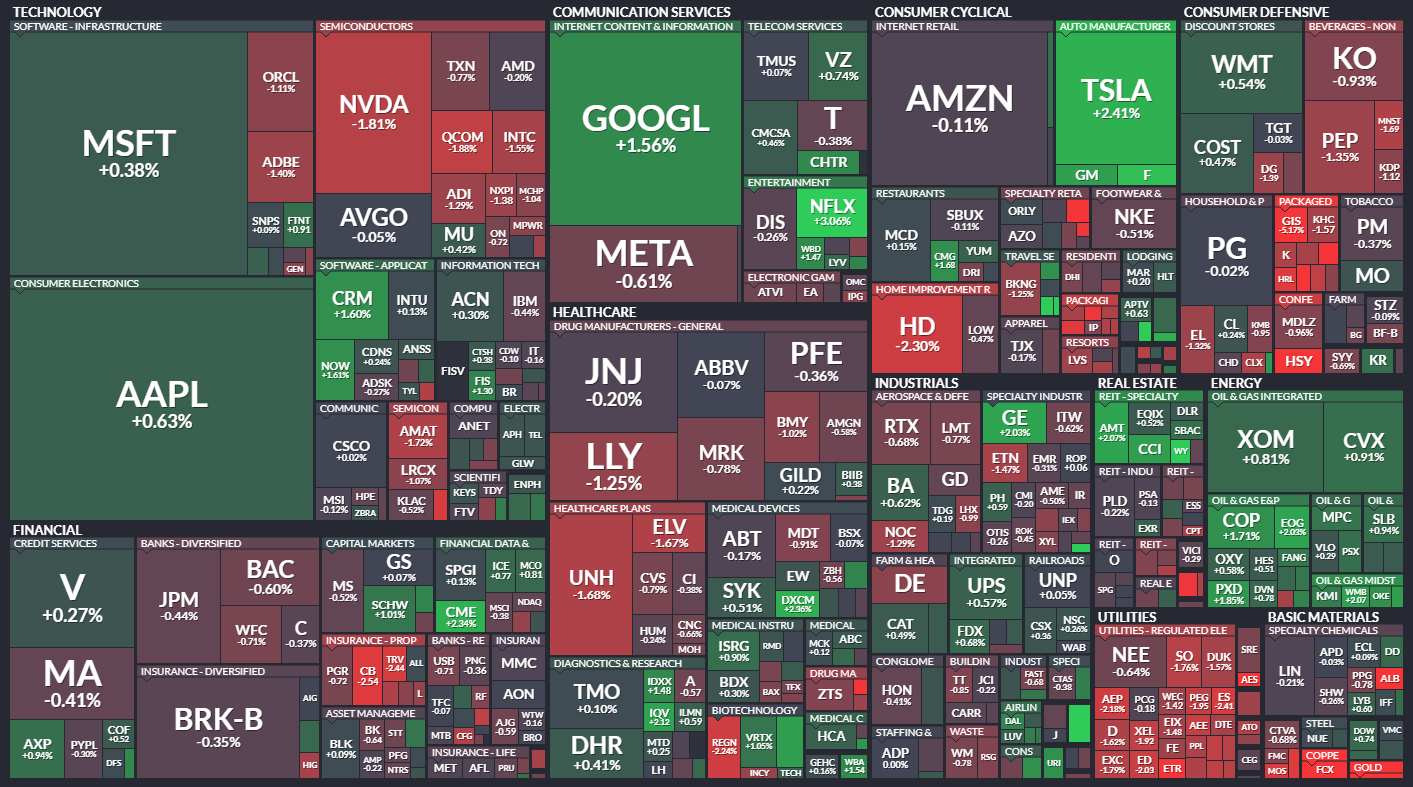 TECHNOLOGY
SOFTWARE - INFRASTRUCTURE
MSFT
+0.38%
ORCL
-1.11%
ADBE
-1.40%
SNPS
+0.09%
FTNT
+0.91
GEN
SEMICONDUCTORS
NVDA
-1.81%
TXN
-0.77%
AMD
-0.20%
QCOM
-1.88%
INTC
-1.55%
AVGO
-0.05%
ADI
-1.29%
NXPI
-1.38
MCHP
-1.04
MU
+0.42%
ON
-0.72
MPWR
CONSUMER ELECTRONICS
AAPL
+0.63%
SOFTWARE - APPLICAT
CRM
+1.60%
INTU
+0.13%
NOW
+1.61%
CDNS
+0.24%
ANSS
ADSK
-0.27%
TYL
INFORMATION TECH
ACN
+0.30%
IBM
-0.44%
FISV
CTSH
+0.38
CDW
-0.10
IT
-0.16
FIS
+1.30
BR
COMMUNIC
CSCO
+0.02%
MSI
-0.12%
HPE
ZBRA
SEMICON
AMAT
-1.72%
LRCX
-1.07%
KLAC
-0.52%
COMPU
ANET
ELECTR
APH
TEL
GLW
SCIENTIFI
KEYS
TDY
FTV
ENPH
COMMUNICATION SERVICES
INTERNET CONTENT & INFORMATION
GOOGL
+1.56%
META
-0.61%
TELECOM SERVICES
TMUS
+0.07%
VZ
+0.74%
CMCSA
+0.46%
T
-0.38%
CHTR
ENTERTAINMENT
DIS
-0.26%
NFLX
+3.06%
WBD
+1.47
LYV
ELECTRONIC GAM
ATVI
EA
OMC
IPG
CONSUMER CYCLICAL
INTERNET RETAIL
AMZN
-0.11%
AUTO MANUFACTURER
TSLA
+2.41%
GM
F
RESTAURANTS
MCD
+0.15%
SBUX
-0.11%
CMG
+1.68
YUM
DRI
SPECIALTY RETA
ORLY
AZO
FOOTWEAR &
NKE
-0.51%
HOME IMPROVEMENT R
HD
-2.30%
LOW
-0.47%
TRAVEL SE
BKNG
-1.25%
APPAREL
TJX
-0.17%
RESIDENTI
DHI
PACKAGI
IP
RESORTS
LVS
LODGING
MAR
+0.20
HLT
APTV
+0.63
CONSUMER DEFENSIVE
DISCOUNT STORES
WMT
+0.54%
COST
+0.47%
TGT
-0.03%
DG
-1.39
BEVERAGES - NON
KO
-0.93%
PEP
-1.35%
MNST
-1.69
KDP
-1.12
HOUSEHOLD & P
PG
-0.02%
EL
-1.32%
CL
+0.24%
KMB
-0.95
CHD
CLX
PACKAGED
GIS
-5.17%
KHC
-1.57
K
HRL
TOBACCO
PM
-0.37%
MO
CONFE
MDLZ
-0.96%
HSY
FARM
BG
STZ
-0.09%
BF-B
SYY
-0.69%
KR
HEALTHCARE
DRUG MANUFACTURERS - GENERAL
JNJ
-0.20%
ABBV
-0.07%
PFE
-0.36%
LLY
-1.25%
MRK
-0.78%
BMY
-1.02%
AMGN
-0.58%
GILD
+0.22%
BIIB
+0.38
HEALTHCARE PLANS
UNH
-1.68%
ELV
-1.67%
CVS
-0.79%
CI
-0.38%
HUM
-0.24%
CNC
-0.66%
MOH
MEDICAL DEVICES
ABT
-0.17%
MDT
-0.91%
BSX
-0.07%
SYK
+0.51%
EW
ZBH
-0.56
DXCM
+2.36%
DIAGNOSTICS & RESEARCH
TMO
+0.10%
IDXX
+1.48
A
-0.57
IQV
+2.12
ILMN
+0.59
DHR
+0.41%
MTD
LH
MEDICAL INSTRU
ISRG
+0.90%
RMD
BDX
+0.30%
BAX
TFX
MEDICAL
MCK
+0.12
ABC
DRUG MA
ZTS
BIOTECHNOLOGY
REGN
-2.24%
VRTX
+1.05%
INCY
TECH
MEDICAL C
HCA
GEHC
+0.16%
WBA
+1.54
FINANCIAL
CREDIT SERVICES
V
+0.27%
MA
-0.41%
AXP
+0.94%
PYPL
-0.30%
COF
+0.52
DFS
BANKS - DIVERSIFIED
JPM
-0.44%
BAC
-0.60%
WFC
-0.71%
C
-0.37%
INSURANCE - DIVERSIFIED
BRK-B
-0.35%
AIG
HIG
CAPITAL MARKETS
MS
-0.52%
GS
+0.07%
SCHW
+1.01%
FINANCIAL DATA &
SPGI
+0.13%
ICE
+0.77
MCO
+0.81
CME
+2.34%
MSCI
-0.38
NDAQ
INSURANCE - PROP
PGR
-0.72
CB
-2.54
TRV
-2.44
ALL
L
BANKS - RE
USB
-0.71
PNC
-0.36
TFC
-0.07
RF
MTB
CFG
INSURAN
MMC
AON
AJG
-0.59
WTW
-0.16
BRO
ASSET MANAGEME
BLK
+0.09%
BK
-0.64
STT
AMP
-0.22
PFG
NTRS
INSURANCE - LIFE
MET
AFL
PRU
INDUSTRIALS
AEROSPACE & DEFE
RTX
-0.68%
LMT
-0.77%
BA
+0.62%
GD
TDG
+0.19
LHX
-0.99
NOC
-1.29%
SPECIALTY INDUSTR
GE
+2.03%
ITW
-0.62%
ETN
-1.47%
EMR
-0.31%
ROP
+0.06
PH
+0.59
CMI
-0.20
AME
-0.50%
IR
OTIS
-0.26
ROK
-0.45
IEX
XYL
FARM & HEA
DE
CAT
+0.49%
INTEGRATED
UPS
+0.57%
FDX
+0.68%
RAILROADS
UNP
+0.05%
CSX
+0.36
NSC
+0.26%
WAB
CONGLOME
HON
-0.41%
BUILDIN
TT
-0.85
JCI
-0.22
CARR
INDUST
FAST
-0.68
SPECI
CTAS
-0.38
AIRLIN
DAL
LUV
J
STAFFING &
ADP
0.00%
WASTE
WM
-0.78
RSG
CONS
URI
REAL ESTATE
REIT - SPECIALTY
AMT
+2.07%
EQIX
+0.52%
DLR
SBAC
CCI
WY
REIT - INDU
PLD
-0.22%
PSA
-0.13
EXR
REIT -
ESS
CPT
REIT -
O
SPG
REIT -
REAL E
VICI
-0.29
ENERGY
OIL & GAS INTEGRATED
XOM
+0.81%
CVX
+0.91%
OIL & GAS E&P
COP
+1.71%
EOG
+2.03%
OXY
+0.58%
HES
+0.51
FANG
PXD
+1.85%
DVN
+0.78
OIL & G
MPC
VLO
+0.29
PSX
OIL &
SLB
+0.94%
OIL & GAS MIDST
KMI
WMB
+2.07
OKE
UTILITIES
UTILITIES - REGULATED ELE
NEE
-0.64%
SO
-1.76%
DUK
-1.57%
AEP
-2.18%
PCG
-0.18
WEC
-1.42
PEG
-1.95
ES
-2.41
D
-1.62%
XEL
-1.92
EIX
-1.48
AEE
DTE
FE
PPL
EXC
-1.79%
ED
-2.03
ETR
SRE
AES
ATO
CEG
BASIC MATERIALS
SPECIALTY CHEMICALS
LIN
-0.21%
APD
-0.03%
ECL
+0.09%
DD
SHW
-0.26%
PPG
-0.78
ALB
LYB
+0.60
IFF
CTVA
-0.68%
FMC
MOS
STEEL
NUE
DOW
+0.74
VMC
COPPE
FCX
GOLD